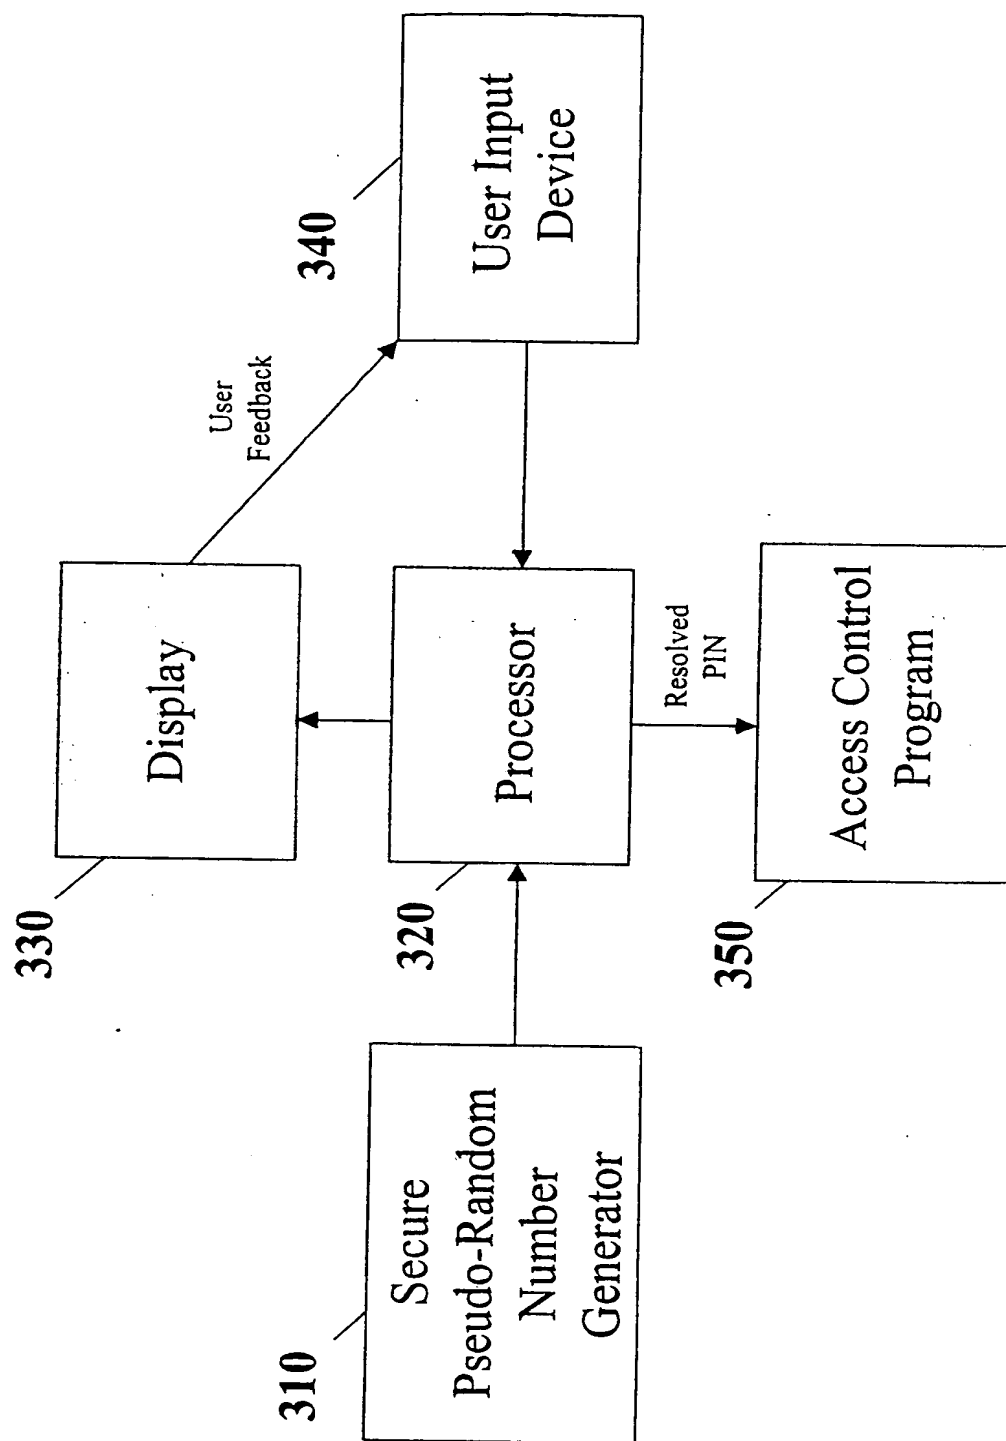 330
Display
User
Feedback
340
User Input
Device
320
Processor
310
Secure
Pseudo-Random
Number
Generator
Resolved
PIN
350
Access Control
Program